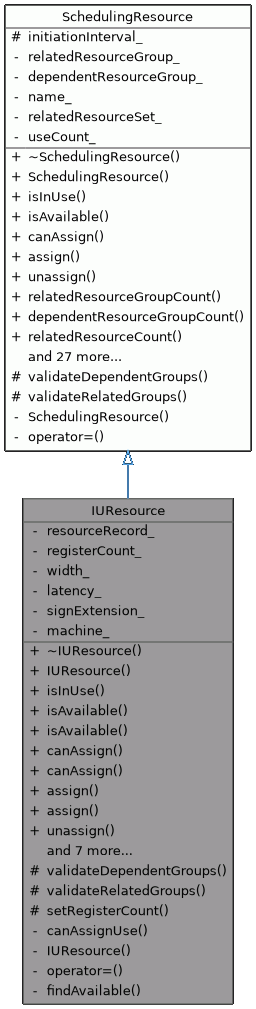 SchedulingResource
# initiationInterval_
- relatedResourceGroup_
- dependentResourceGroup_
- name_
- relatedResourceSet_
- useCount_
+ ~SchedulingResource()
+ SchedulingResource()
+ isInUse()
+ isAvailable()
+ canAssign()
+ assign()
+ unassign()
+ relatedResourceGroupCount()
+ dependentResourceGroupCount()
+ relatedResourceCount()
and 27 more...
# validateDependentGroups()
# validateRelatedGroups()
- SchedulingResource()
- operator=()
IUResource
- resourceRecord_
- registerCount_
- width_
- latency_
- signExtension_
- machine_
+ ~IUResource()
+ IUResource()
+ isInUse()
+ isAvailable()
+ isAvailable()
+ canAssign()
+ canAssign()
+ assign()
+ assign()
+ unassign()
and 7 more...
# validateDependentGroups()
# validateRelatedGroups()
# setRegisterCount()
- canAssignUse()
- IUResource()
- operator=()
- findAvailable()